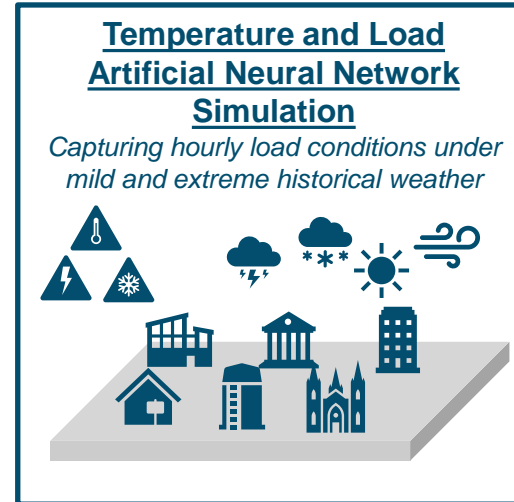 Temperature and Load
Artificial Neural Network
Simulation
Capturing hourly load conditions under
mild and extreme historical weather